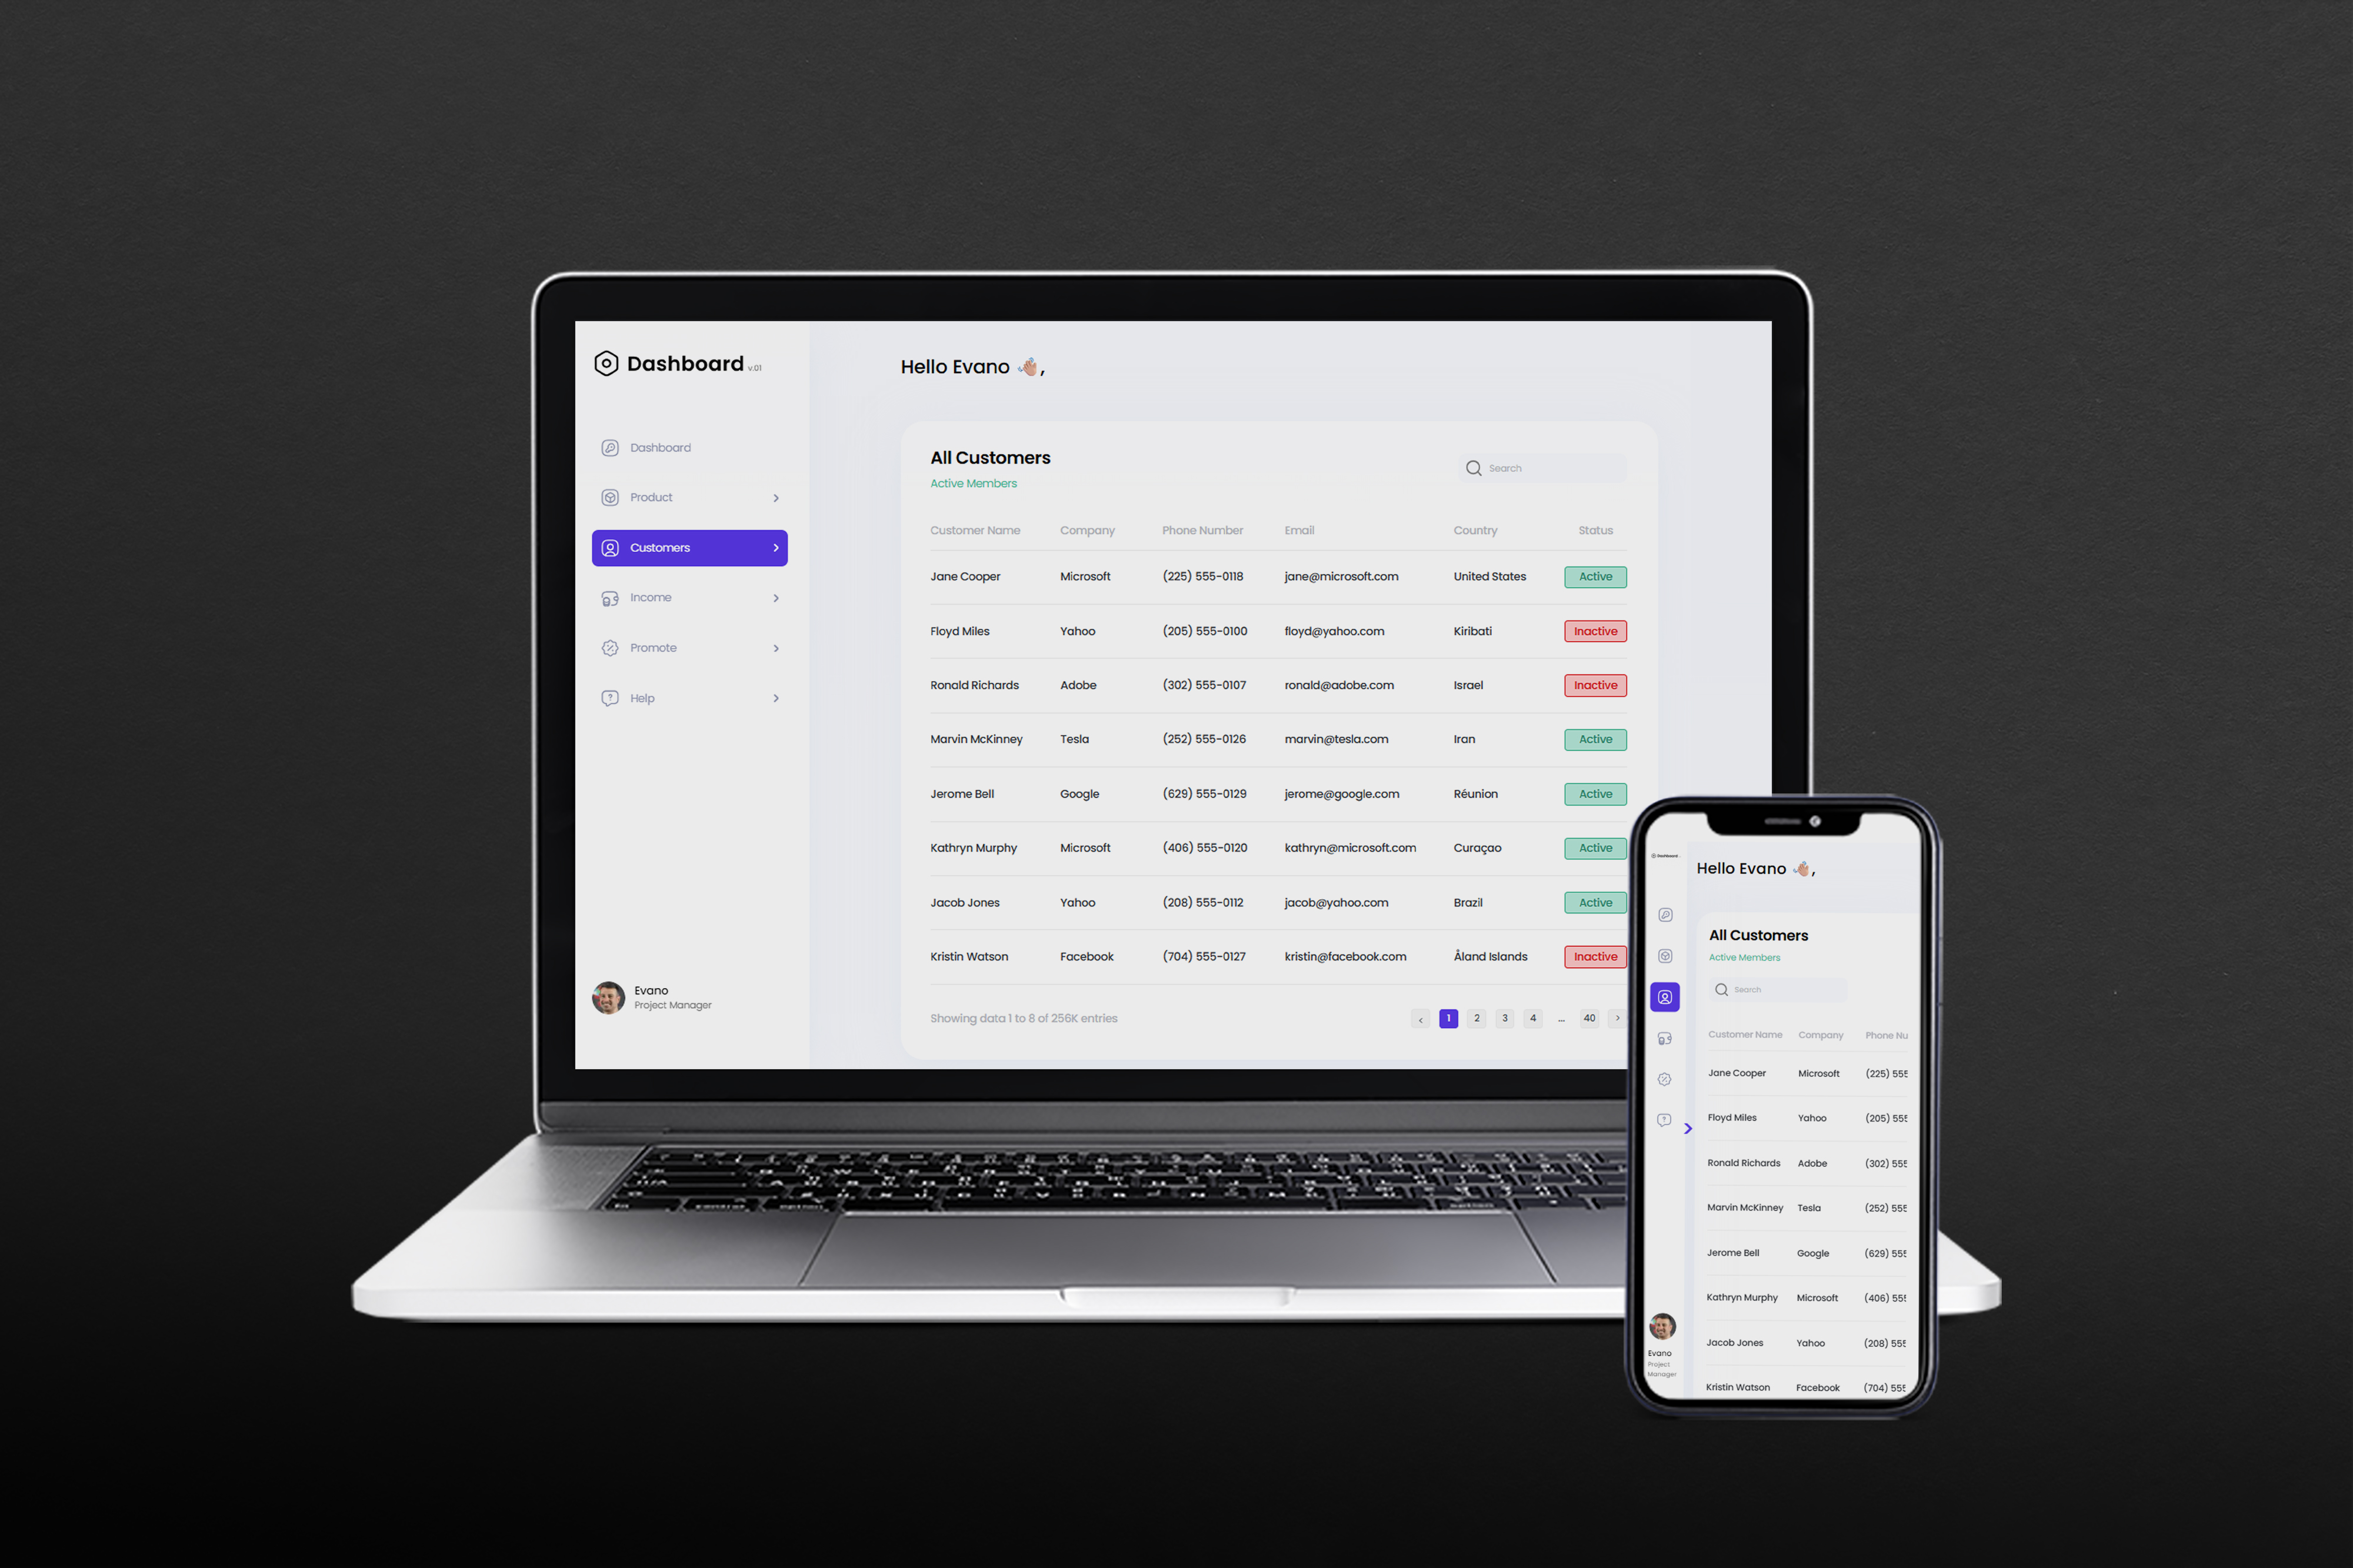 Dashboard v.01
Dashboard
Product
Customers
Income
Promote
Help
Evano
Project Manager
Hello Evano 👋🏼,
All Customers
Active Members
Search
Customer Name Company Phone Number Email Country Status
Jane Cooper Microsoft (225) 555-0118 jane@microsoft.com United States Active
Floyd Miles Yahoo (205) 555-0100 floyd@yahoo.com Kiribati Inactive
Ronald Richards Adobe (302) 555-0107 ronald@adobe.com Israel Inactive
Marvin McKinney Tesla (252) 555-0126 marvin@tesla.com Iran Active
Jerome Bell Google (629) 555-0129 jerome@google.com Réunion Active
Kathryn Murphy Microsoft (406) 555-0120 kathryn@microsoft.com Curaçao Active
Jacob Jones Yahoo (208) 555-0112 jacob@yahoo.com Brazil Active
Kristin Watson Facebook (704) 555-0127 kristin@facebook.com Åland Islands Inactive
Showing data 1 to 8 of 256K entries < 1 2 3 4 ... 40 >
Dashboard
Hello Evano 👋🏼,
All Customers
Active Members
Search
Customer Name Company Phone Nu
Jane Cooper Microsoft (225) 555
Floyd Miles Yahoo (205) 555
Ronald Richards Adobe (302) 555
Marvin McKinney Tesla (252) 555
Jerome Bell Google (629) 555
Kathryn Murphy Microsoft (406) 555
Jacob Jones Yahoo (208) 555
Kristin Watson Facebook (704) 555
Evano
Project
Manager